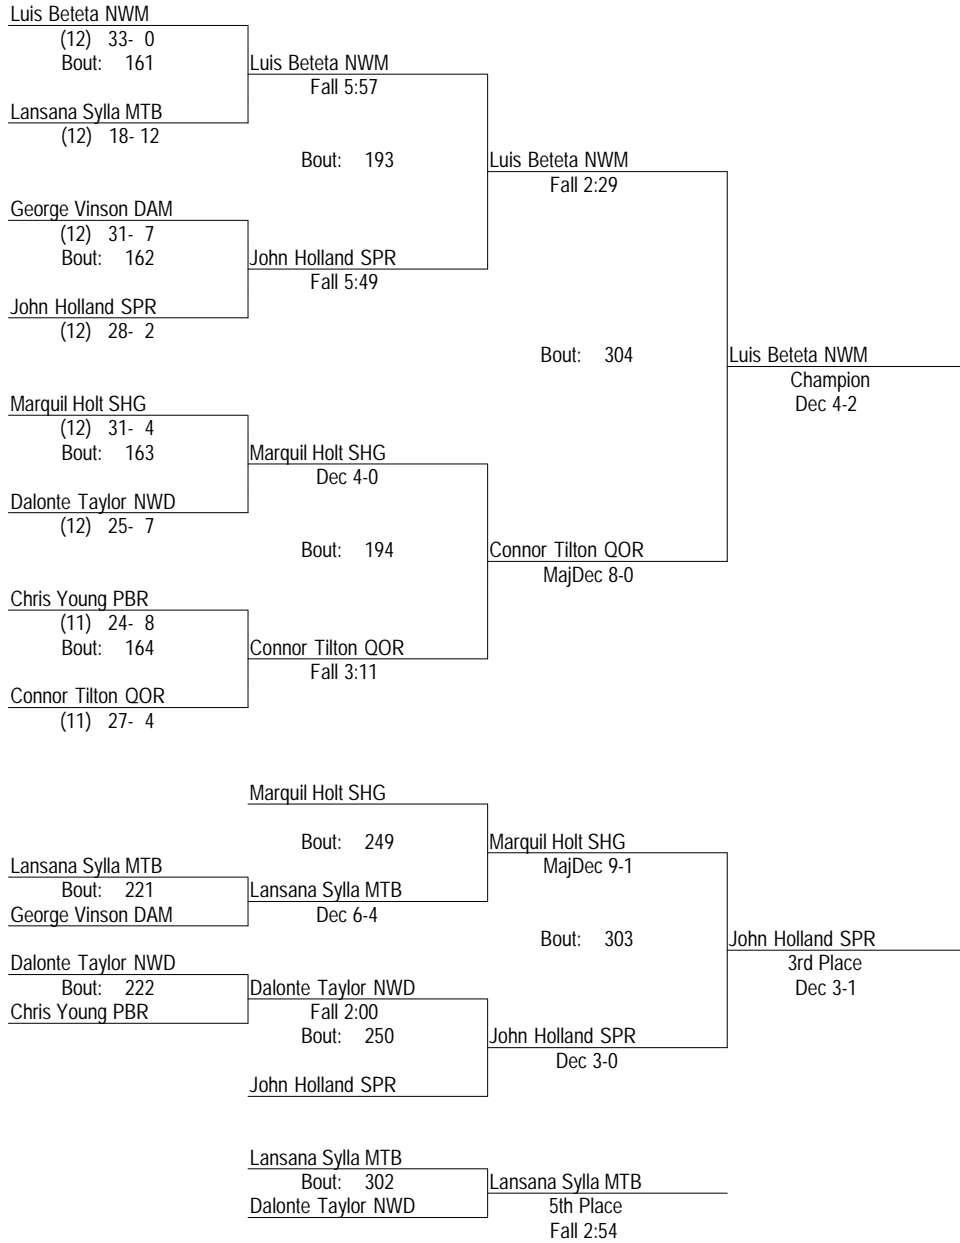 Luis Beteta NWM
(12) 33- 0
Bout: 161
Luis Beteta NWM
Fall 5:57
Lansana Sylla MTB
(12) 18- 12
Bout: 193
Luis Beteta NWM
Fall 2:29
George Vinson DAM
(12) 31- 7
Bout: 162
John Holland SPR
Fall 5:49
John Holland SPR
(12) 28- 2
Bout: 304
Luis Beteta NWM
Champion
Dec 4-2
Marquil Holt SHG
(12) 31- 4
Bout: 163
Marquil Holt SHG
Dec 4-0
Dalonte Taylor NWD
(12) 25- 7
Bout: 194
Connor Tilton QOR
MajDec 8-0
Chris Young PBR
(11) 24- 8
Bout: 164
Connor Tilton QOR
Fall 3:11
Connor Tilton QOR
(11) 27- 4
Marquil Holt SHG
Bout: 249
Marquil Holt SHG
MajDec 9-1
Lansana Sylla MTB
Bout: 221
Lansana Sylla MTB
George Vinson DAM
Dec 6-4
Bout: 303
John Holland SPR
3rd Place
Dec 3-1
Dalonte Taylor NWD
Bout: 222
Dalonte Taylor NWD
Chris Young PBR
Fall 2:00
Bout: 250
John Holland SPR
Dec 3-0
John Holland SPR
Lansana Sylla MTB
Bout: 302
Lansana Sylla MTB
Dalonte Taylor NWD
5th Place
Fall 2:54